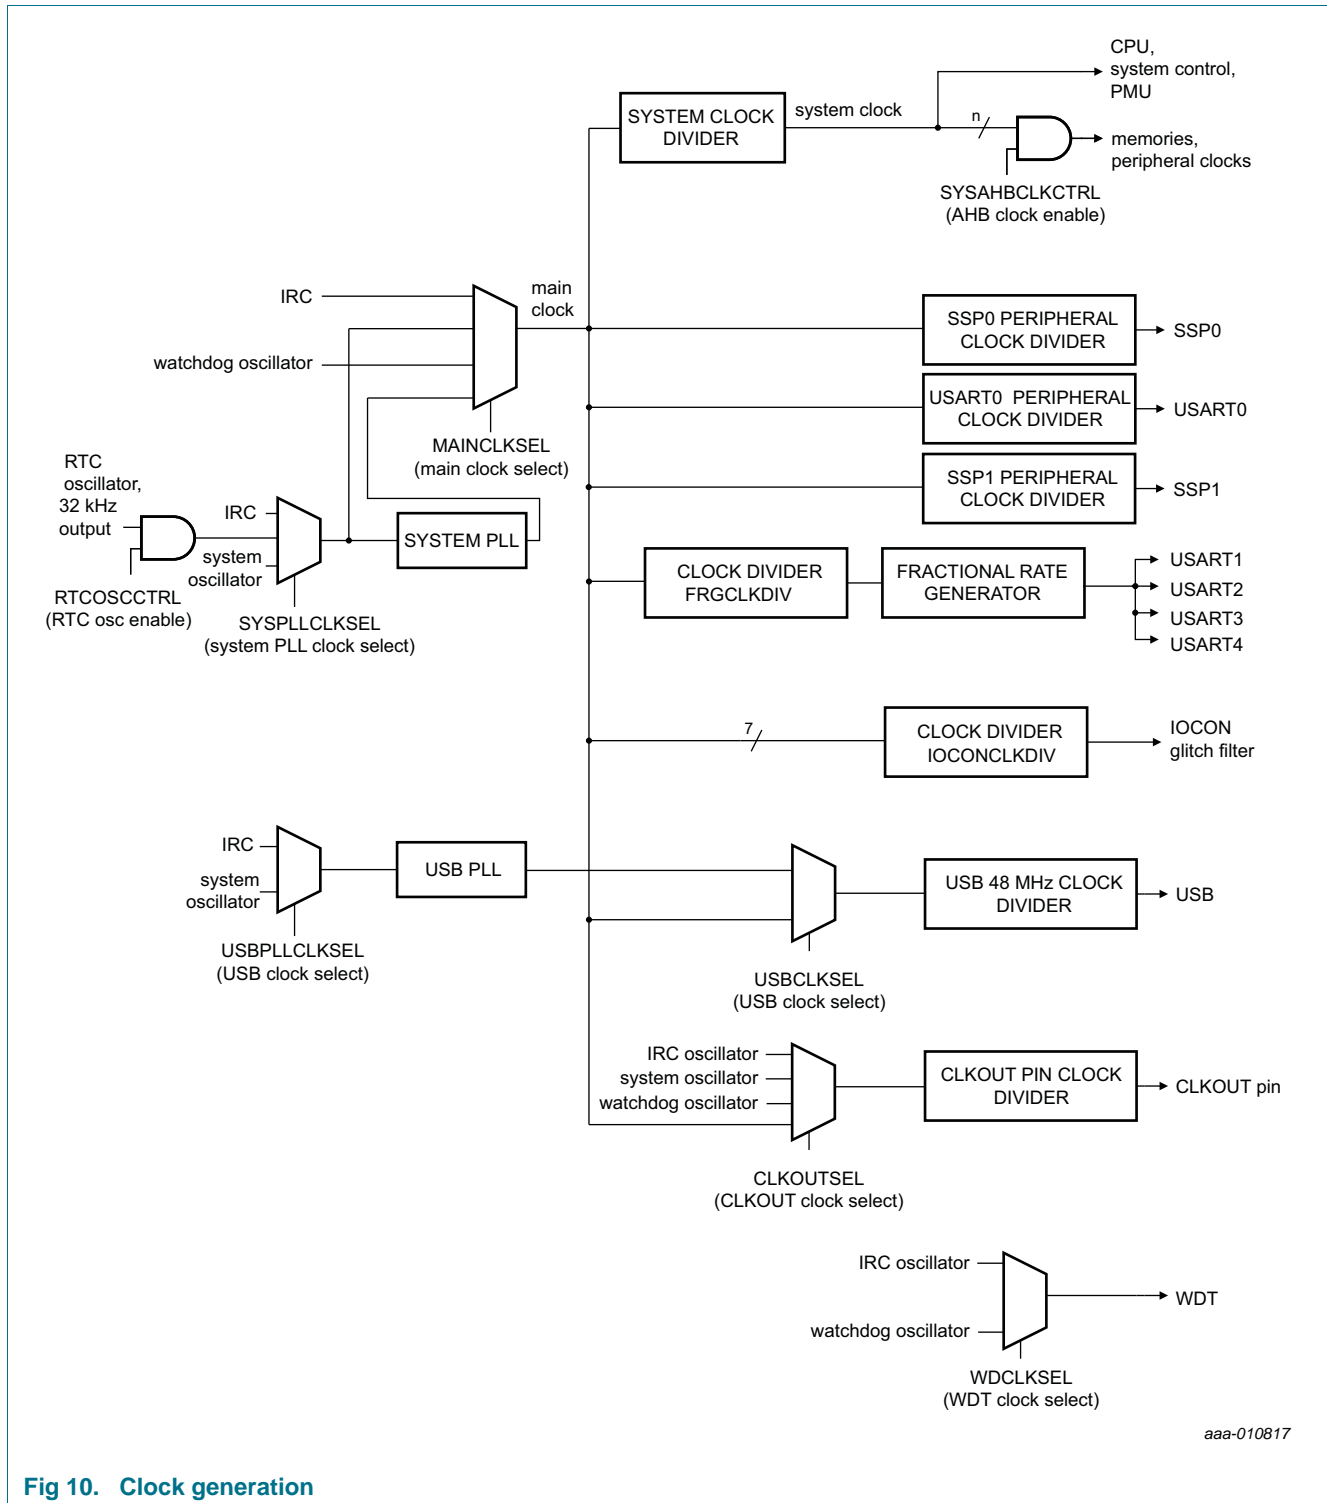 CPU,
system control,
PMU
SYSTEM CLOCK
DIVIDER
system clock
n
memories,
peripheral clocks
SYSAHBCLKCTRL
(AHB clock enable)
IRC
main
clock
watchdog oscillator
MAINCLKSEL
(main clock select)
SSP0 PERIPHERAL
CLOCK DIVIDER
SSP0
USART0 PERIPHERAL
CLOCK DIVIDER
USART0
SSP1 PERIPHERAL
CLOCK DIVIDER
SSP1
RTC
oscillator,
32 kHz
output
IRC
system
oscillator
SYSTEM PLL
RTCOSCCTRL
(RTC osc enable)
SYSPLLCLKSEL
(system PLL clock select)
CLOCK DIVIDER
FRGCLKDIV
FRACTIONAL RATE
GENERATOR
USART1
USART2
USART3
USART4
7
CLOCK DIVIDER
IOCONCLKDIV
IOCON
glitch filter
IRC
system
oscillator
USB PLL
USBPLLCLKSEL
(USB clock select)
USB 48 MHz CLOCK
DIVIDER
USB
USBCLKSEL
(USB clock select)
IRC oscillator
system oscillator
watchdog oscillator
CLKOUT PIN CLOCK
DIVIDER
CLKOUT pin
CLKOUTSEL
(CLKOUT clock select)
IRC oscillator
watchdog oscillator
WDT
WDCLKSEL
(WDT clock select)
aaa-010817
Fig 10. Clock generation